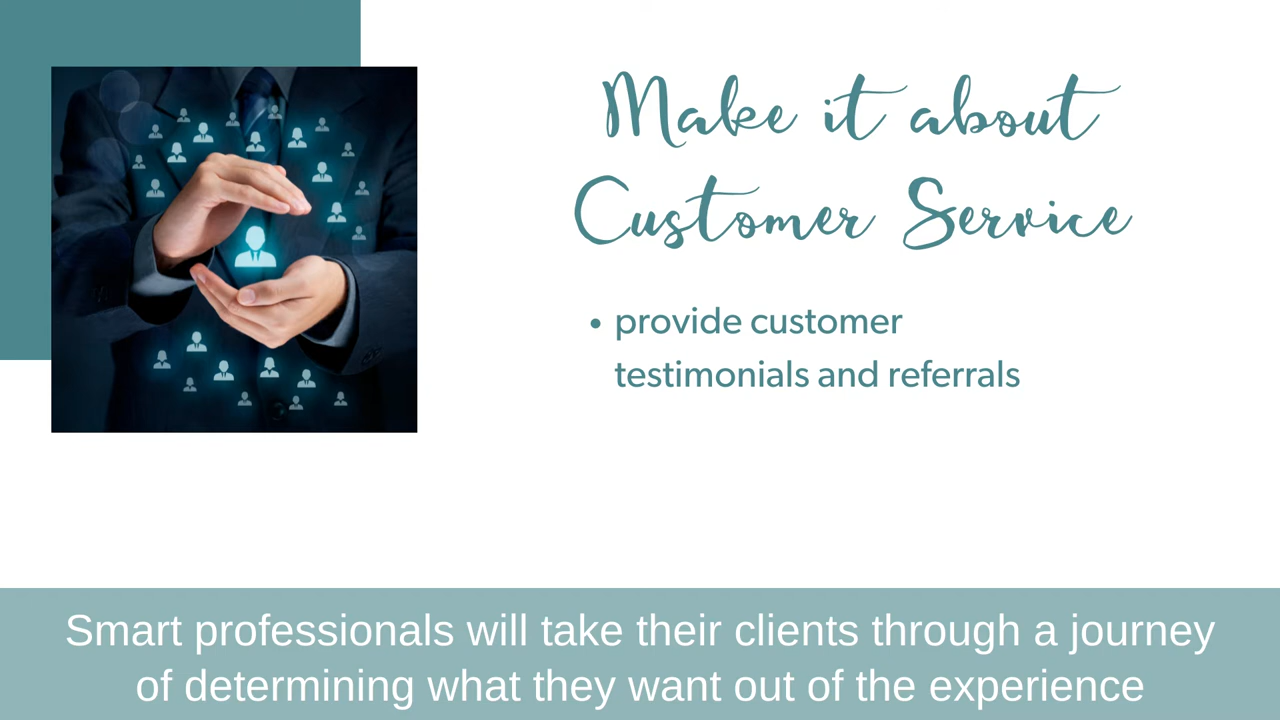 Make it about
Customer Service
• provide customer
testimonials and referrals
Smart professionals will take their clients through a journey
of determining what they want out of the experience